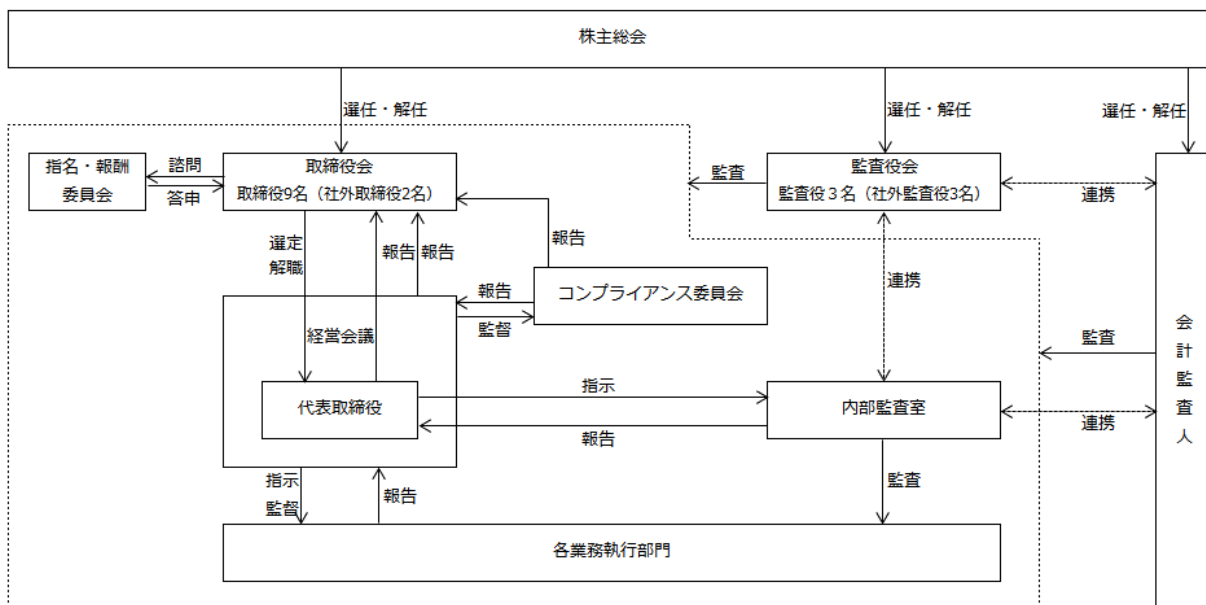 株主総会
選任・解任
選任・解任
選任・解任
指名・報酬
委員会
諮問
答申
取締役会
取締役9名（社外取締役2名）
監査
監査役会
監査役３名（社外監査役3名）
連携
選定
解職
報告
報告
報告
コンプライアンス委員会
報告
監督
連携
経営会議
代表取締役
指示
報告
内部監査室
監査
連携
会計監査人
指示
監督
報告
監査
各業務執行部門